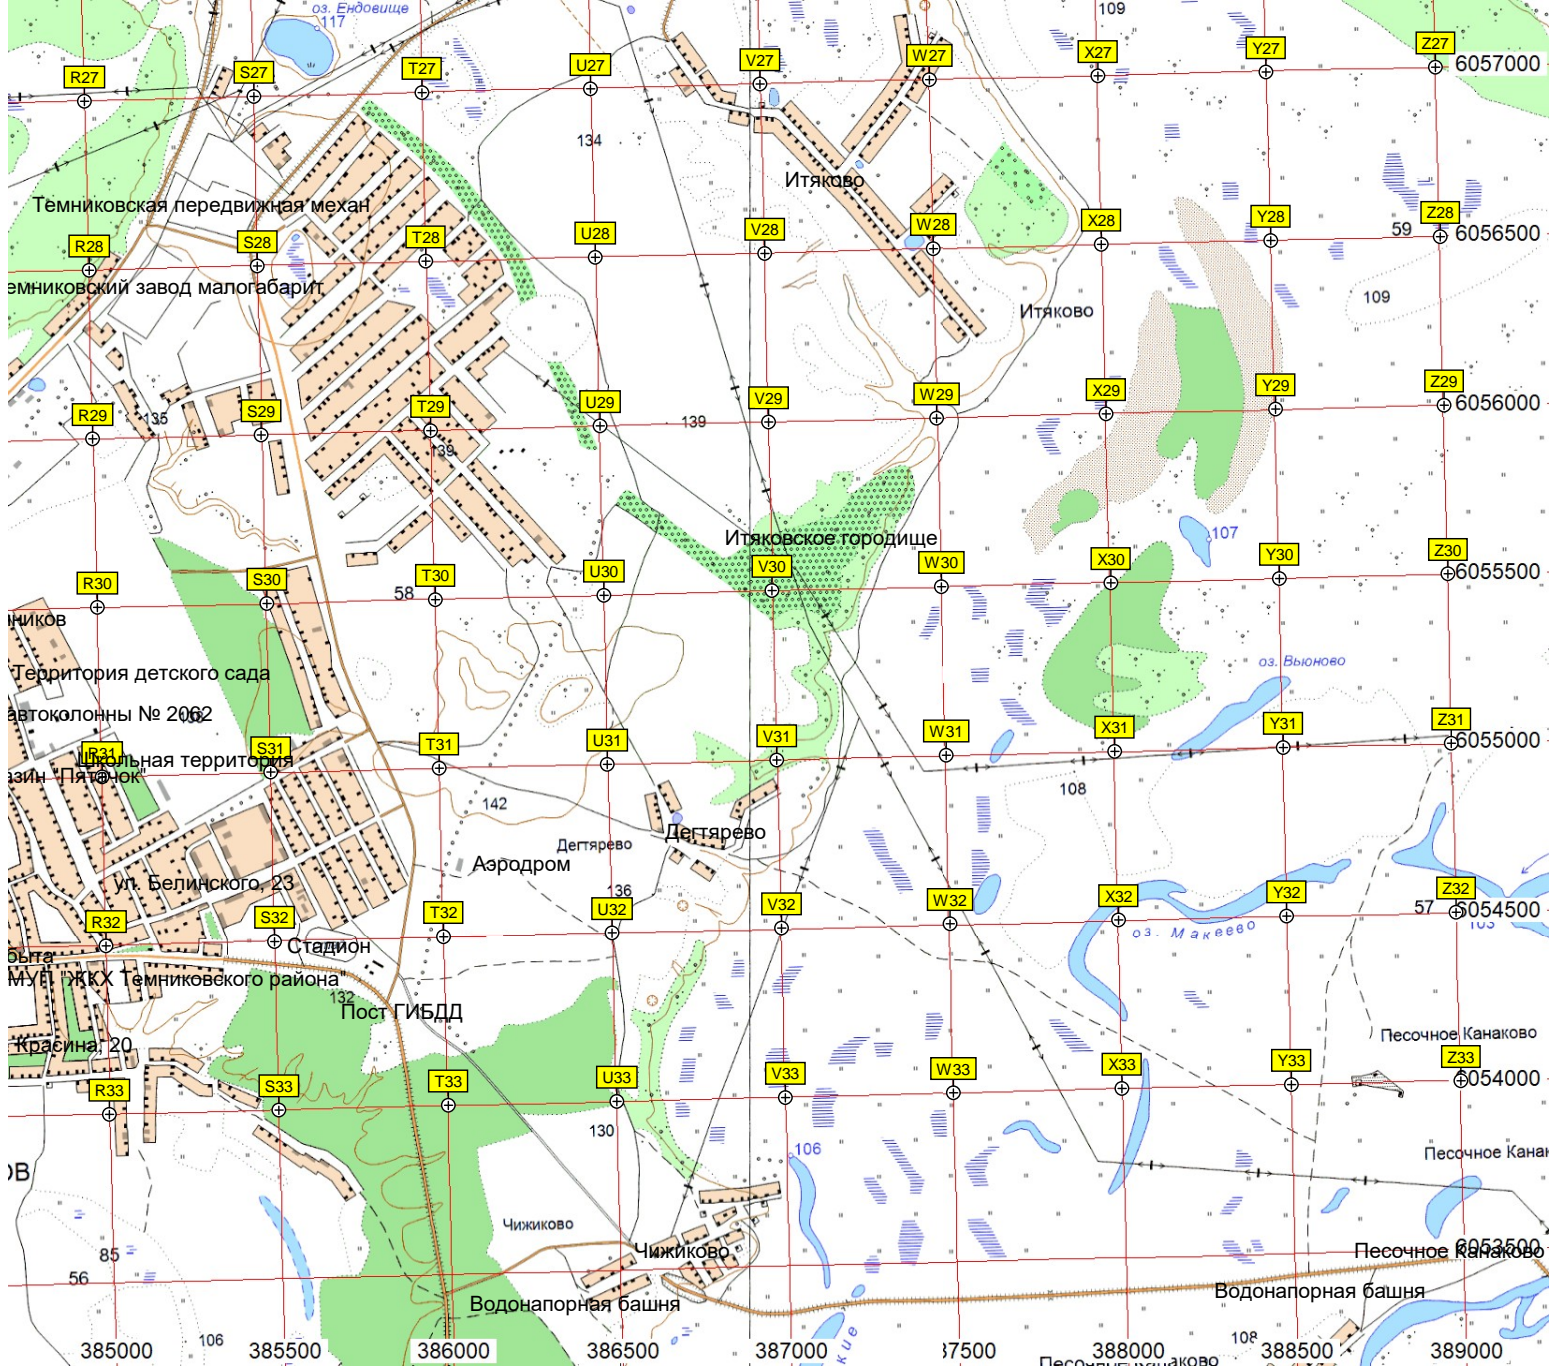 оз. Ендовище
117
109
R27
S27
T27
U27
V27
W27
X27
Y27
Z27
6057000
134
Итяково
Темниковская передвижная механ
R28
S28
T28
U28
V28
W28
X28
Y28
Z28
59
6056500
емниковский завод малогабарит
109
Итяково
R29
S29
T29
U29
V29
W29
X29
Y29
Z29
6056000
135
139
139
107
Итяковское городище
R30
S30
T30
U30
V30
W30
X30
Y30
Z30
6055500
58
ников
оз. Вьюново
Территория детского сада
автоколонны № 2062
R31
S31
T31
U31
V31
W31
X31
Y31
Z31
6055000
Школьная территория
азин "Пятачок"
108
142
Дегтярево
Дегтярево
Аэродром
ул. Белинского, 23
136
R32
S32
T32
U32
V32
W32
X32
Y32
Z32
57
6054500
103
оз. Макеево
Стадион
быта
МУП "ЖКХ Темниковского района"
132
Пост ГИБДД
Песочное Канаково
Красина, 20
R33
S33
T33
U33
V33
W33
X33
Y33
Z33
6054000
130
106
Песочное Канак
ОВ
Чижиково
Чижиково
85
56
6053500
Песочное Канаково
Водонапорная башня
Водонапорная башня
106
108
кие
385000
385500
386000
386500
387000
387500
388000
388500
389000
Песочное Канаково